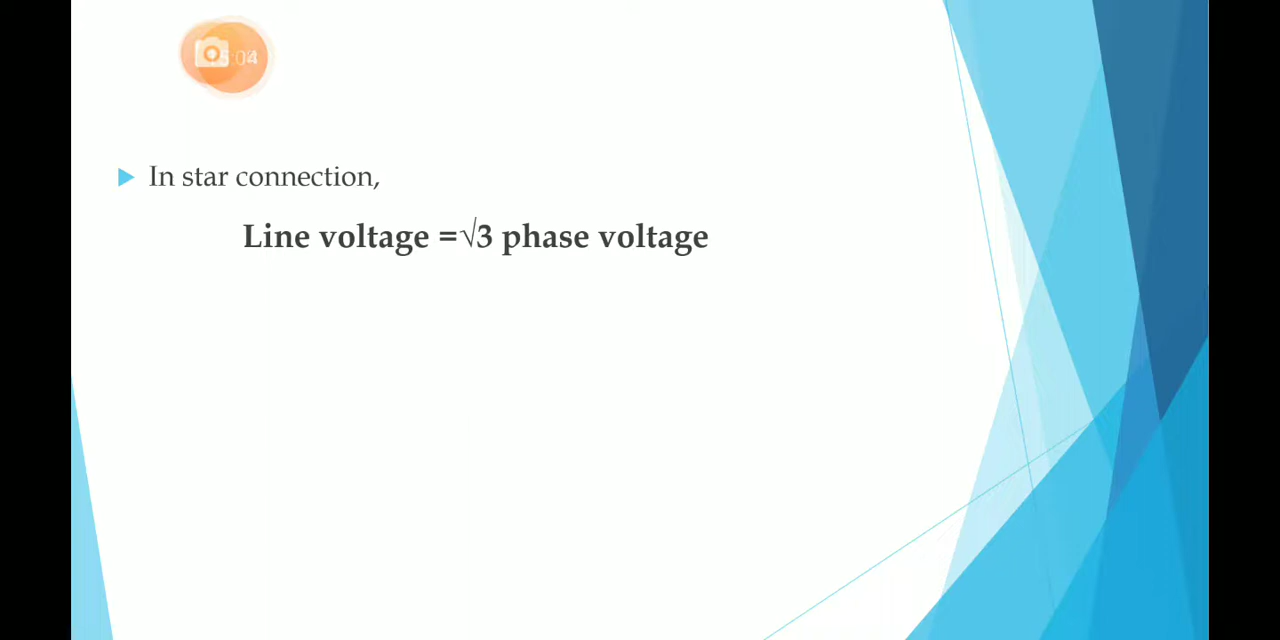 In star connection,
Line voltage =√3 phase voltage